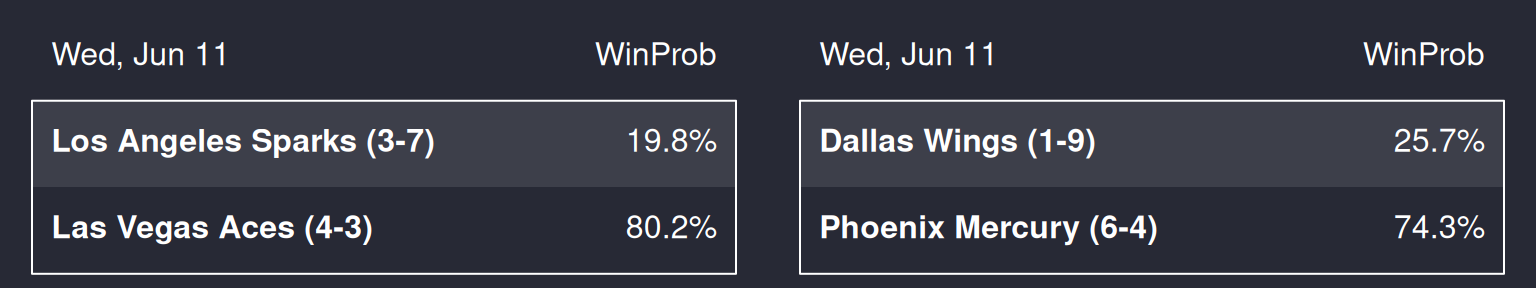 Wed, Jun 11 WinProb
Los Angeles Sparks (3-7) 19.8%
Las Vegas Aces (4-3) 80.2%
Wed, Jun 11 WinProb
Dallas Wings (1-9) 25.7%
Phoenix Mercury (6-4) 74.3%